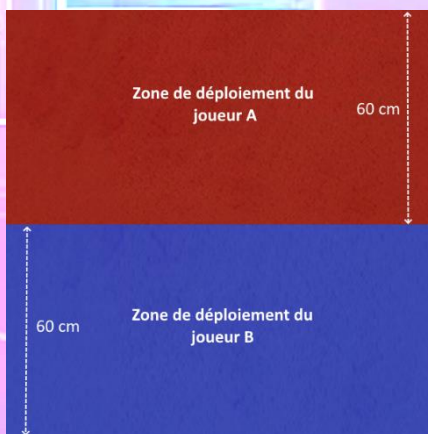 Zone de déploiement du
joueur A
60 cm
60 cm
Zone de déploiement du
joueur B